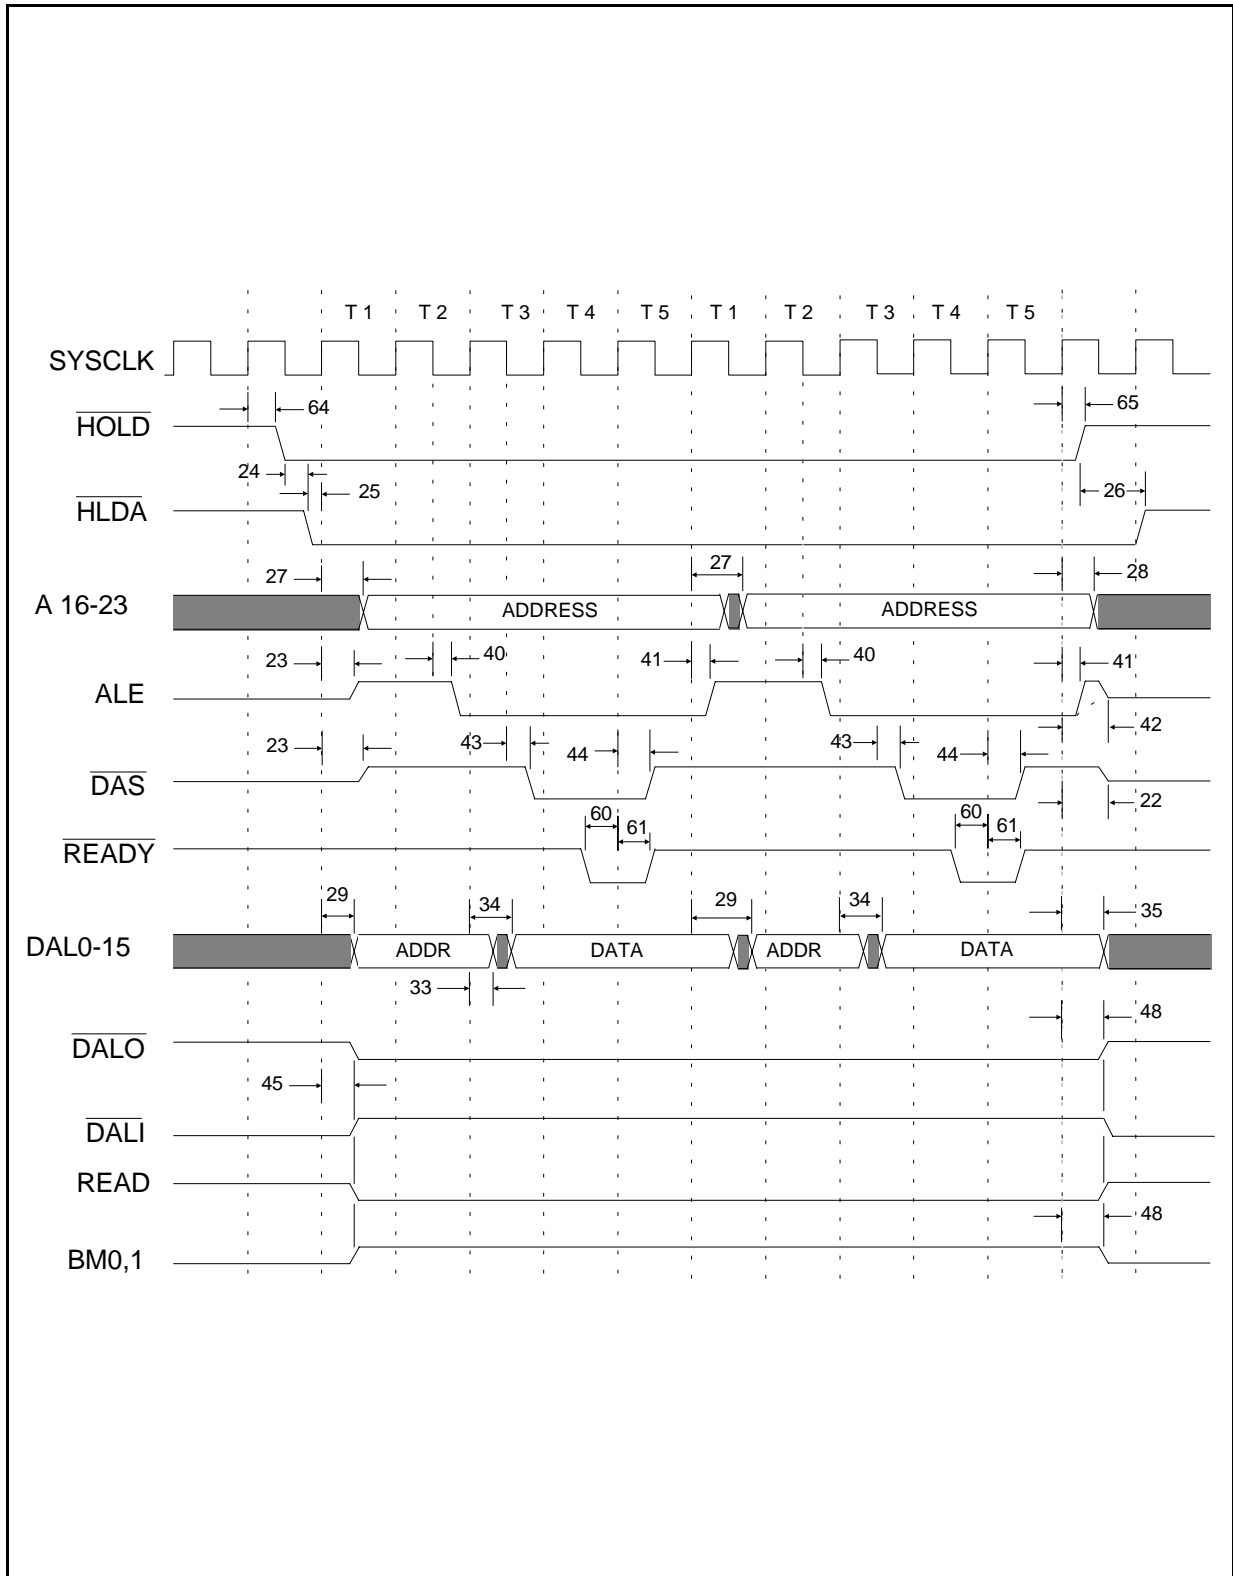 T 1 T 2 T 3 T 4 T 5 T 1 T 2 T 3 T 4 T 5
SYSCLK
64 65
HOLD
24
25 26
HLDA
27 27 28
A 16-23 ADDRESS ADDRESS
23 40 41 40 41
ALE
42
23 43 44 43 44
DAS
22
60 61 60 61
READY
29 34 29 34 35
DAL0-15 ADDR DATA ADDR DATA
33
48
DALO
45
DALI
READ
48
BM0,1